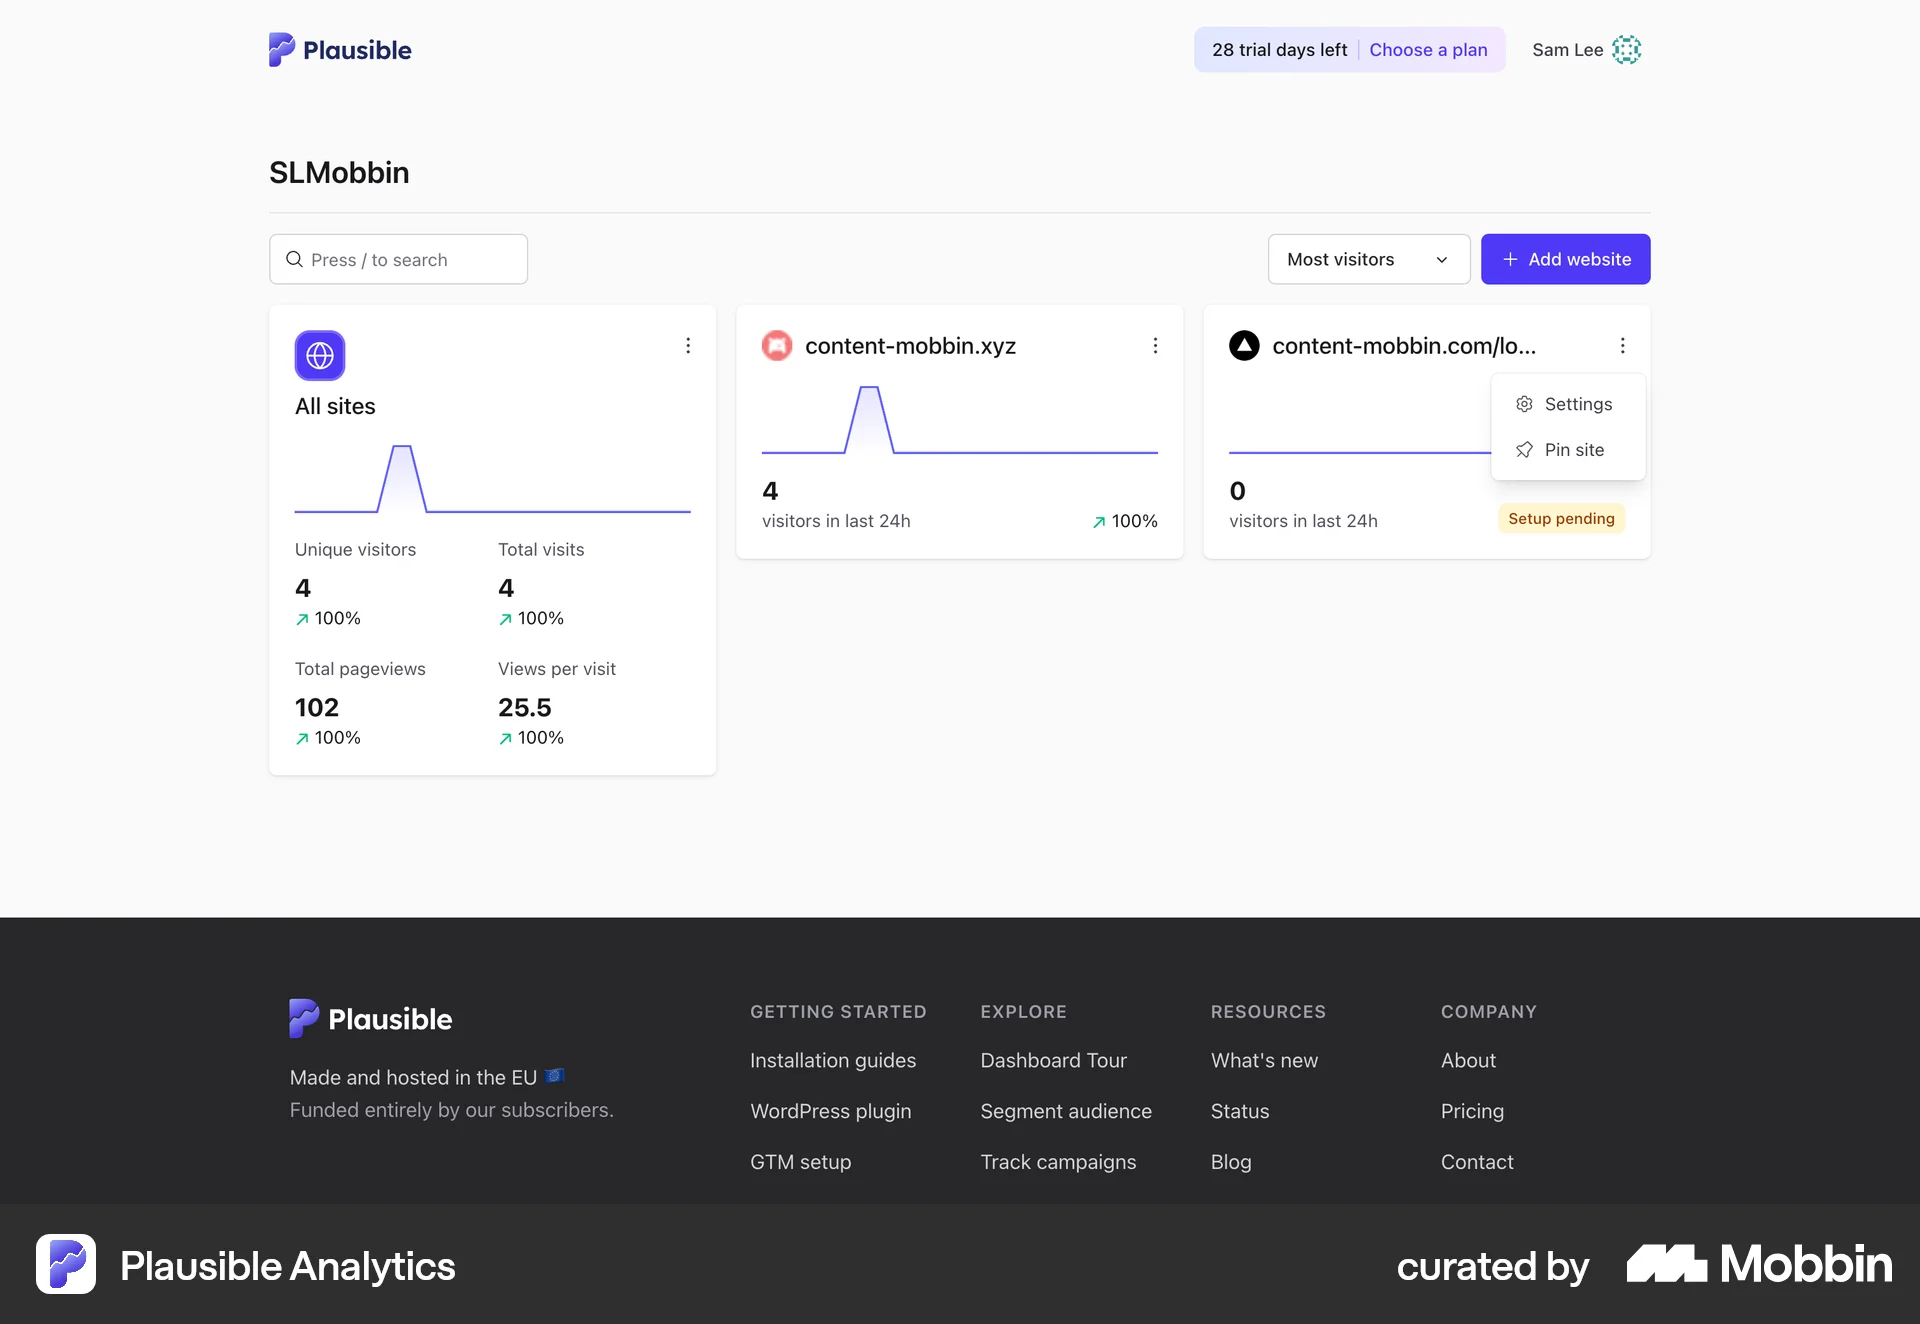 Plausible
28 trial days left Choose a plan Sam Lee
SLMobbin
Press / to search
Most visitors
Add website
All sites
Unique visitors Total visits
4 4
100% 100%
Total pageviews Views per visit
102 25.5
100% 100%
content-mobbin.xyz
4
visitors in last 24h 100%
content-mobbin.com/lo...
Settings
Pin site
0
visitors in last 24h Setup pending
Plausible
Made and hosted in the EU
Funded entirely by our subscribers.
GETTING STARTED
Installation guides
WordPress plugin
GTM setup
EXPLORE
Dashboard Tour
Segment audience
Track campaigns
RESOURCES
What's new
Status
Blog
COMPANY
About
Pricing
Contact
Plausible Analytics
curated by Mobbin